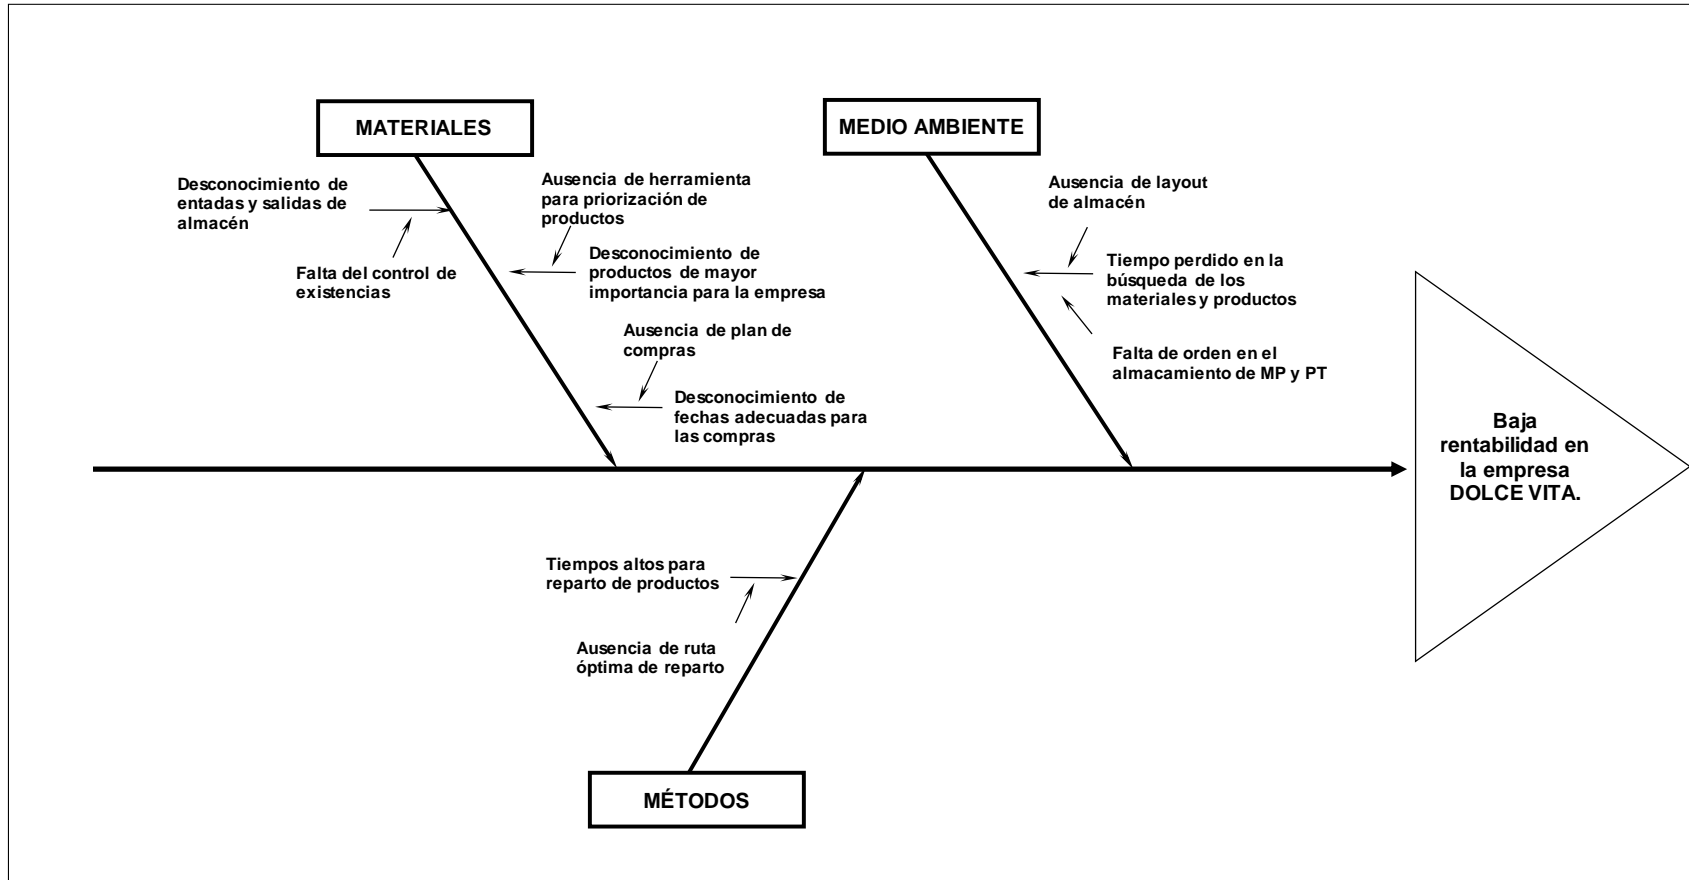 MATERIALES
MEDIO AMBIENTE
Desconocimiento de
entadas y salidas de
almacén
Falta del control de
existencias
Ausencia de herramienta
para priorización de
productos
Desconocimiento de
productos de mayor
importancia para la empresa
Ausencia de plan de
compras
Desconocimiento de
fechas adecuadas para
las compras
Ausencia de layout
de almacén
Tiempo perdido en la
búsqueda de los
materiales y productos
Falta de orden en el
almacamiento de MP y PT
Baja
rentabilidad en
la empresa
DOLCE VITA.
Tiempos altos para
reparto de productos
Ausencia de ruta
óptima de reparto
MÉTODOS